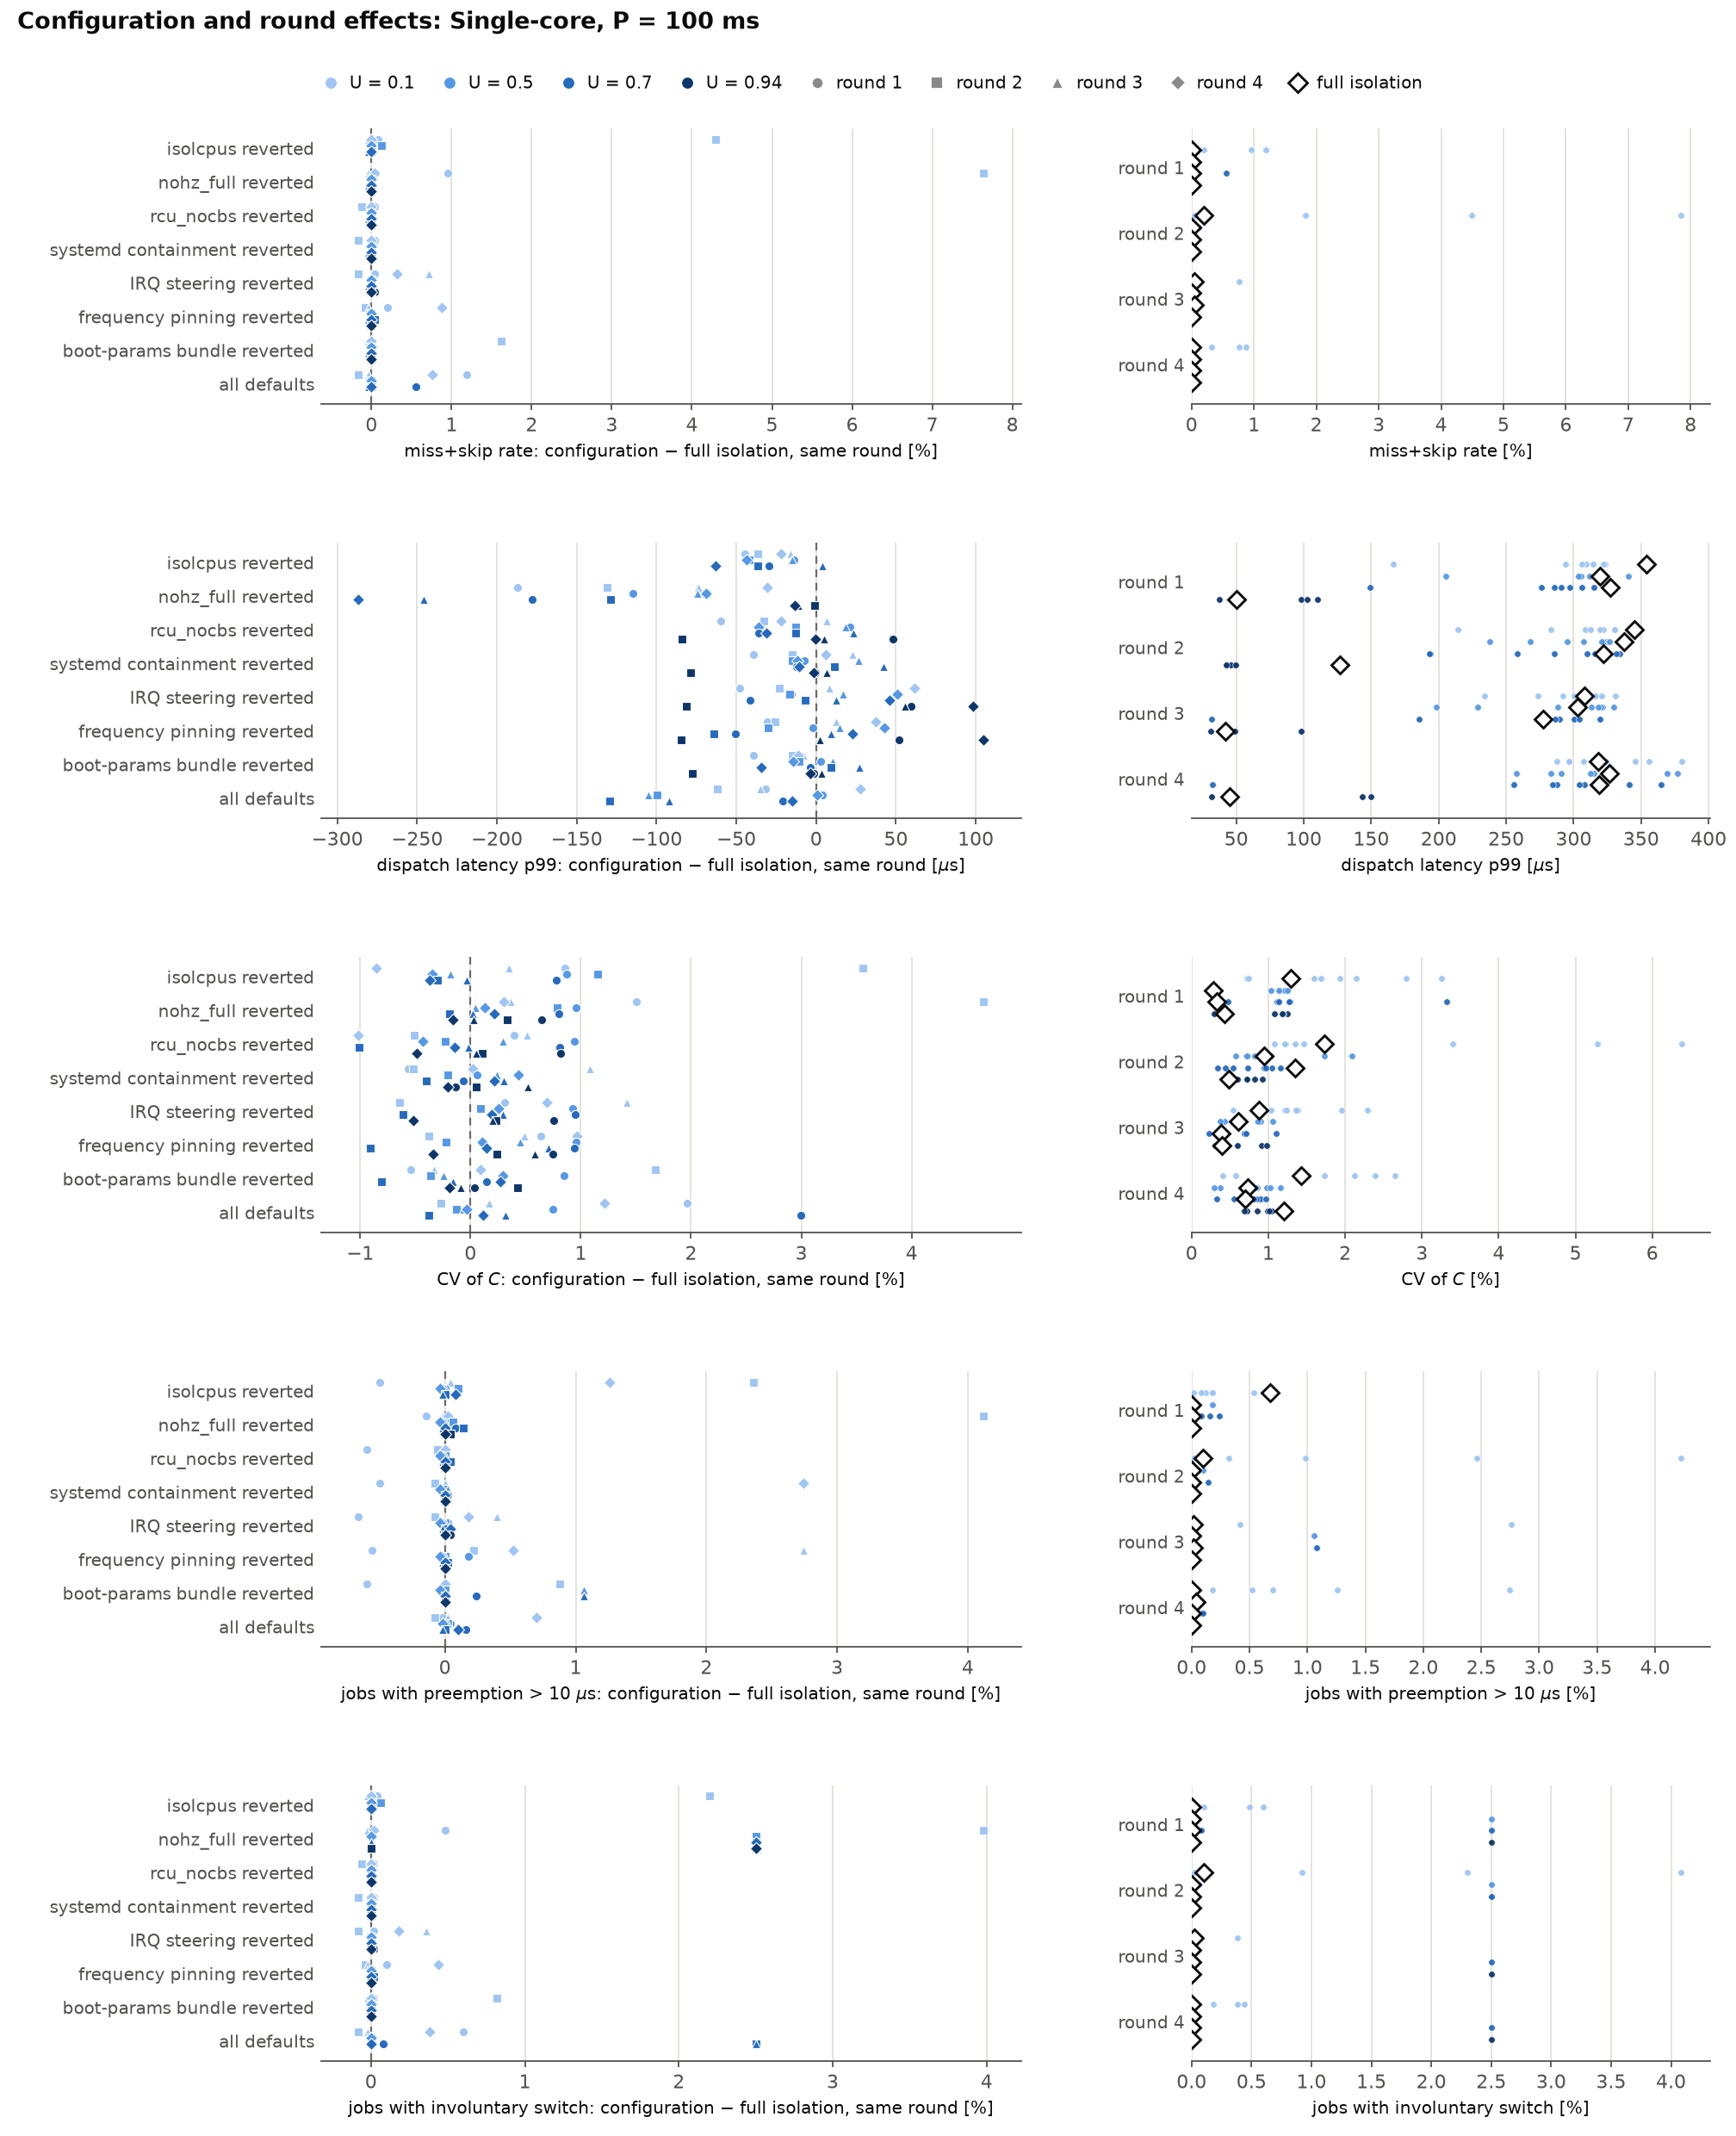 Configuration and round effects: Single-core, P = 100 ms
U = 0.1 U = 0.5 U = 0.7 U = 0.94 round 1 round 2 round 3 round 4 full isolation
isolcpus reverted
nohz_full reverted
rcu_nocbs reverted
systemd containment reverted
IRQ steering reverted
frequency pinning reverted
boot-params bundle reverted
all defaults
0 1 2 3 4 5 6 7 8
miss+skip rate: configuration − full isolation, same round [%]
round 1
round 2
round 3
round 4
0 1 2 3 4 5 6 7 8
miss+skip rate [%]
isolcpus reverted
nohz_full reverted
rcu_nocbs reverted
systemd containment reverted
IRQ steering reverted
frequency pinning reverted
boot-params bundle reverted
all defaults
−300 −250 −200 −150 −100 −50 0 50 100
dispatch latency p99: configuration − full isolation, same round [μs]
round 1
round 2
round 3
round 4
50 100 150 200 250 300 350 400
dispatch latency p99 [μs]
isolcpus reverted
nohz_full reverted
rcu_nocbs reverted
systemd containment reverted
IRQ steering reverted
frequency pinning reverted
boot-params bundle reverted
all defaults
−1 0 1 2 3 4
CV of C: configuration − full isolation, same round [%]
round 1
round 2
round 3
round 4
0 1 2 3 4 5 6
CV of C [%]
isolcpus reverted
nohz_full reverted
rcu_nocbs reverted
systemd containment reverted
IRQ steering reverted
frequency pinning reverted
boot-params bundle reverted
all defaults
0 1 2 3 4
jobs with preemption > 10 μs: configuration − full isolation, same round [%]
round 1
round 2
round 3
round 4
0.0 0.5 1.0 1.5 2.0 2.5 3.0 3.5 4.0
jobs with preemption > 10 μs [%]
isolcpus reverted
nohz_full reverted
rcu_nocbs reverted
systemd containment reverted
IRQ steering reverted
frequency pinning reverted
boot-params bundle reverted
all defaults
0 1 2 3 4
jobs with involuntary switch: configuration − full isolation, same round [%]
round 1
round 2
round 3
round 4
0.0 0.5 1.0 1.5 2.0 2.5 3.0 3.5 4.0
jobs with involuntary switch [%]